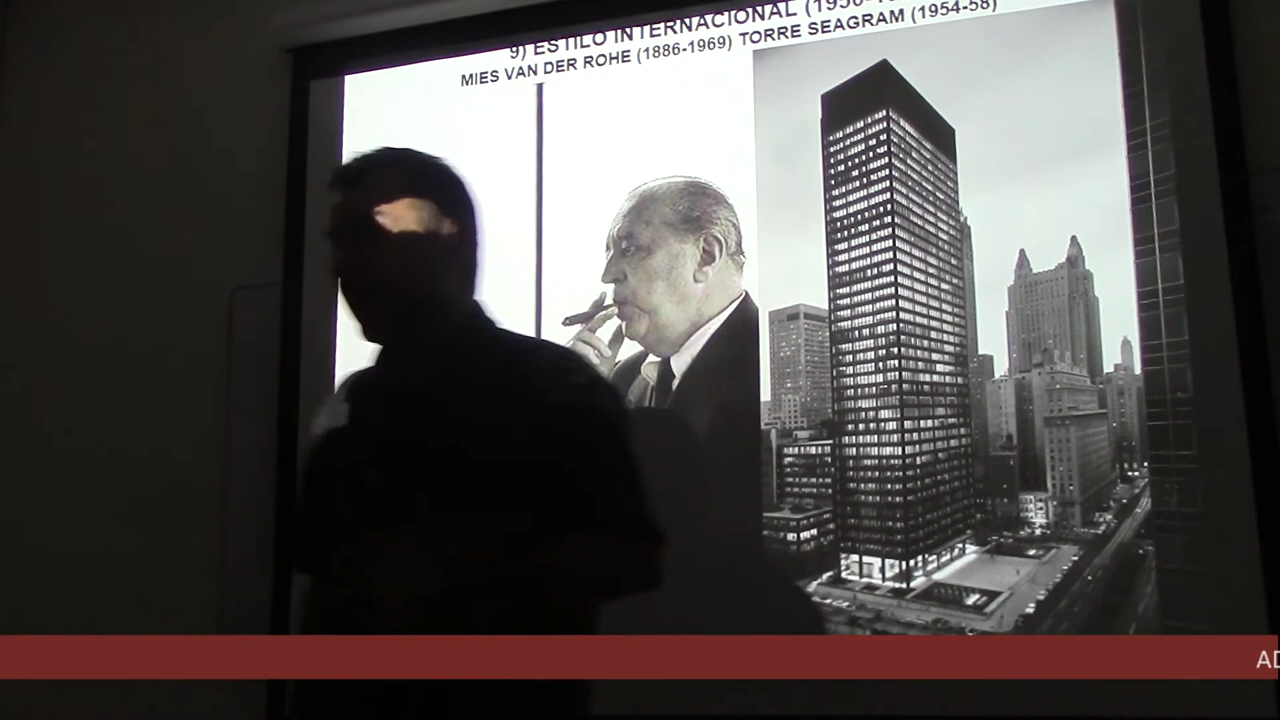 9) ESTILO INTERNACIONAL
MIES VAN DER ROHE (1886-1969) TORRE SEAGRAM (1954-58)